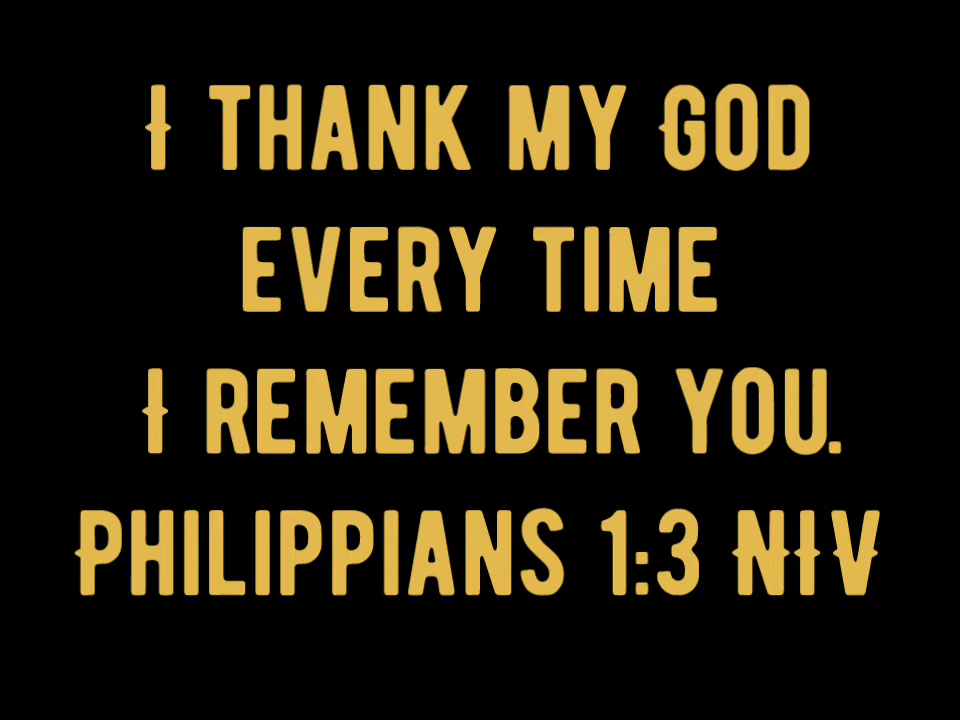 I THANK MY GOD
EVERY TIME
I REMEMBER YOU.
PHILIPPIANS 1:3 NIV